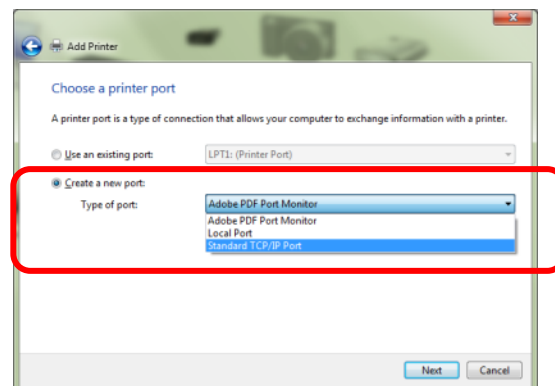 Add Printer
Choose a printer port
A printer port is a type of connection that allows your computer to exchange information with a printer.
Use an existing port: LPT1: (Printer Port)
Create a new port:
Type of port: Adobe PDF Port Monitor
Adobe PDF Port Monitor
Local Port
Standard TCP/IP Port
Next Cancel